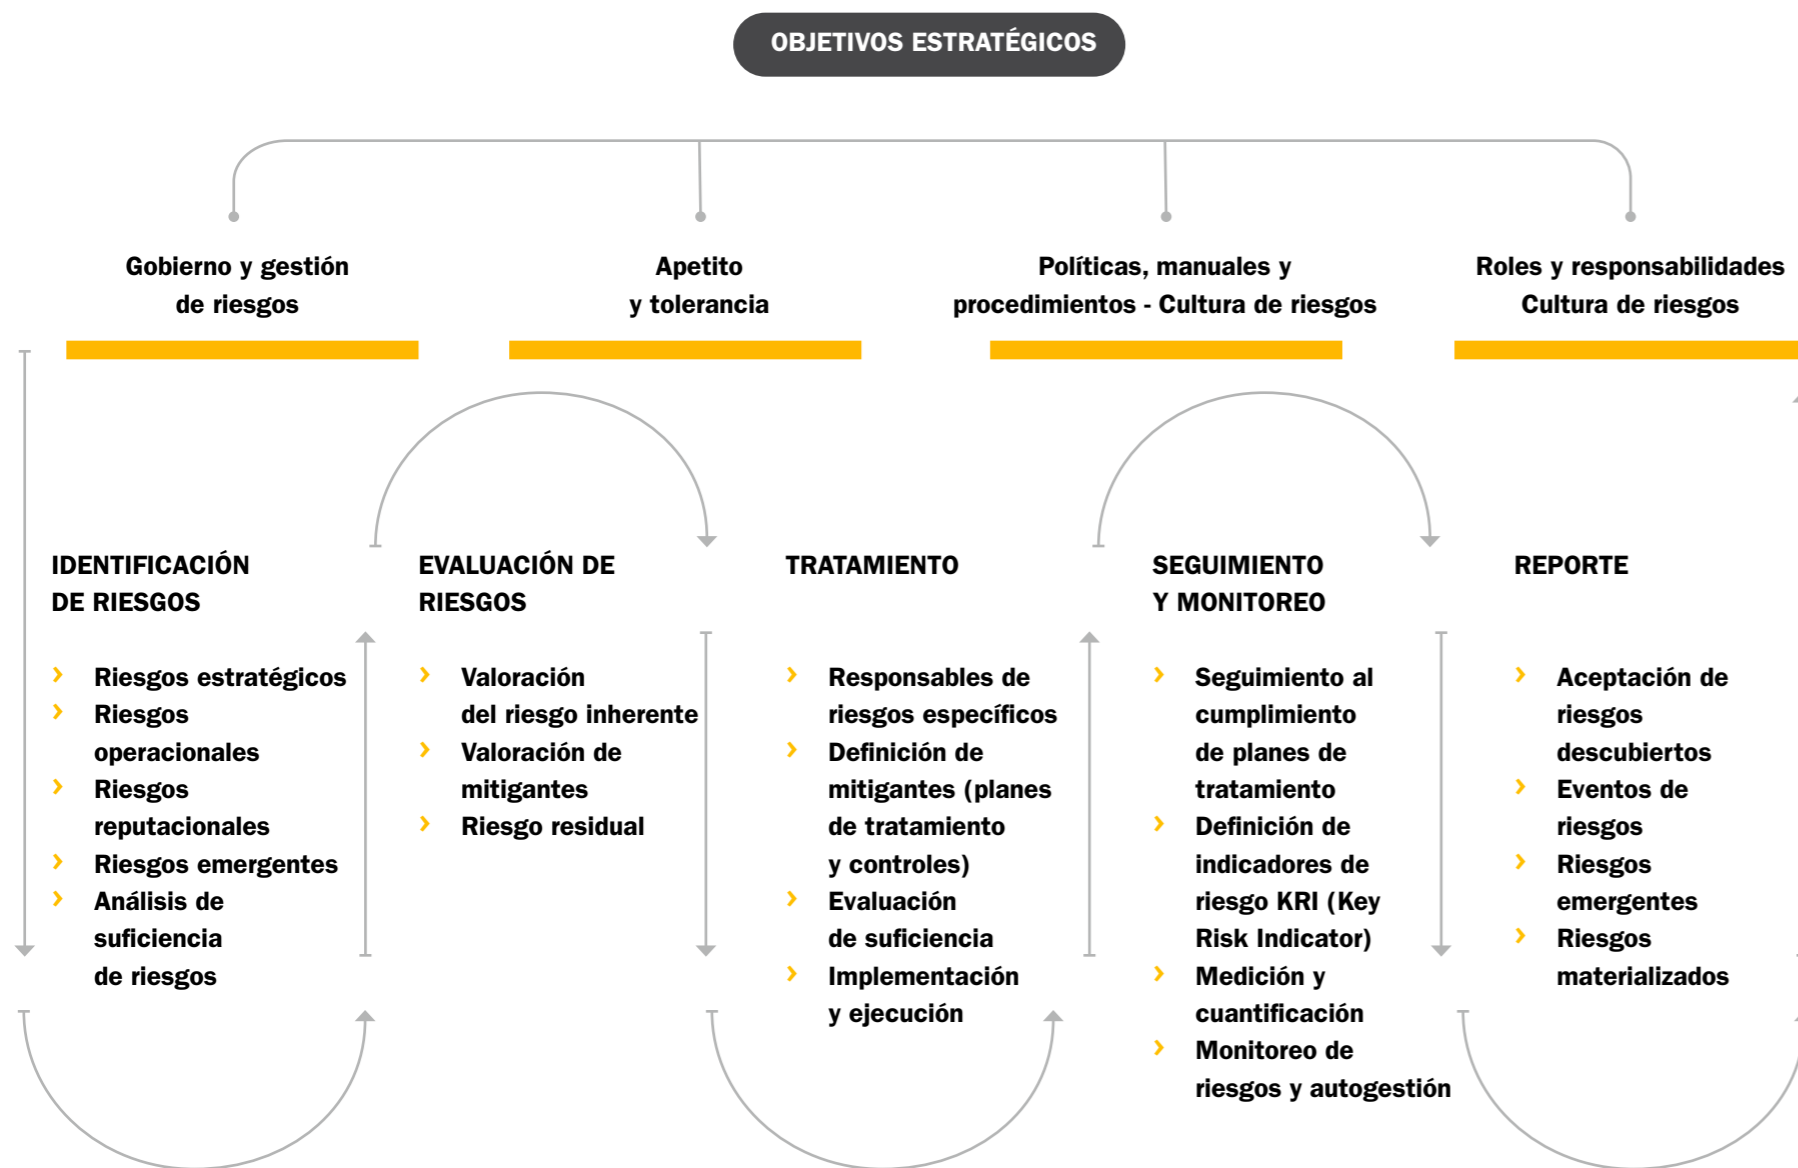 OBJETIVOS ESTRATÉGICOS
Gobierno y gestión
de riesgos
Apetito
y tolerancia
Políticas, manuales y
procedimientos - Cultura de riesgos
Roles y responsabilidades
Cultura de riesgos
IDENTIFICACIÓN
DE RIESGOS
Riesgos estratégicos
Riesgos
operacionales
Riesgos
reputacionales
Riesgos emergentes
Análisis de
suficiencia
de riesgos
EVALUACIÓN DE
RIESGOS
Valoración
del riesgo inherente
Valoración de
mitigantes
Riesgo residual
TRATAMIENTO
Responsables de
riesgos específicos
Definición de
mitigantes (planes
de tratamiento
y controles)
Evaluación
de suficiencia
Implementación
y ejecución
SEGUIMIENTO
Y MONITOREO
Seguimiento al
cumplimiento
de planes de
tratamiento
Definición de
indicadores de
riesgo KRI (Key
Risk Indicator)
Medición y
cuantificación
Monitoreo de
riesgos y autogestión
REPORTE
Aceptación de
riesgos
descubiertos
Eventos de
riesgos
Riesgos
emergentes
Riesgos
materializados